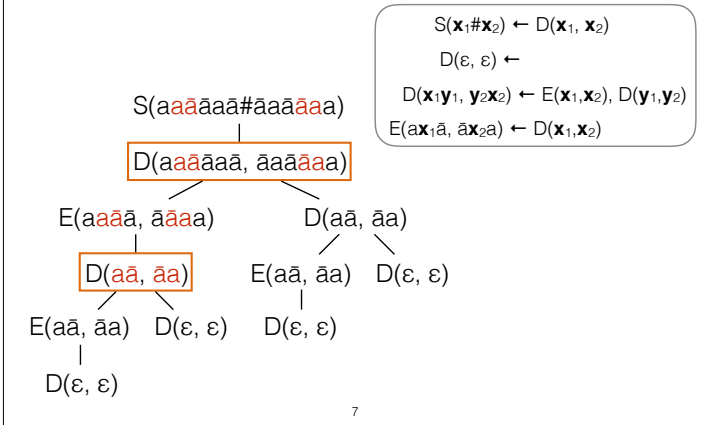 S(x₁#x₂) ← D(x₁, x₂)
D(ε, ε) ←
D(x₁y₁, y₂x₂) ← E(x₁,x₂), D(y₁,y₂)
E(ax₁ā, āx₂a) ← D(x₁,x₂)
S(aaāāaā#āaāāaa)
D(aaāāaā, āaāāaa)
E(aaāā, āāaa) D(aā, āa)
D(aā, āa) E(aā, āa) D(ε, ε)
E(aā, āa) D(ε, ε) D(ε, ε)
D(ε, ε)
7